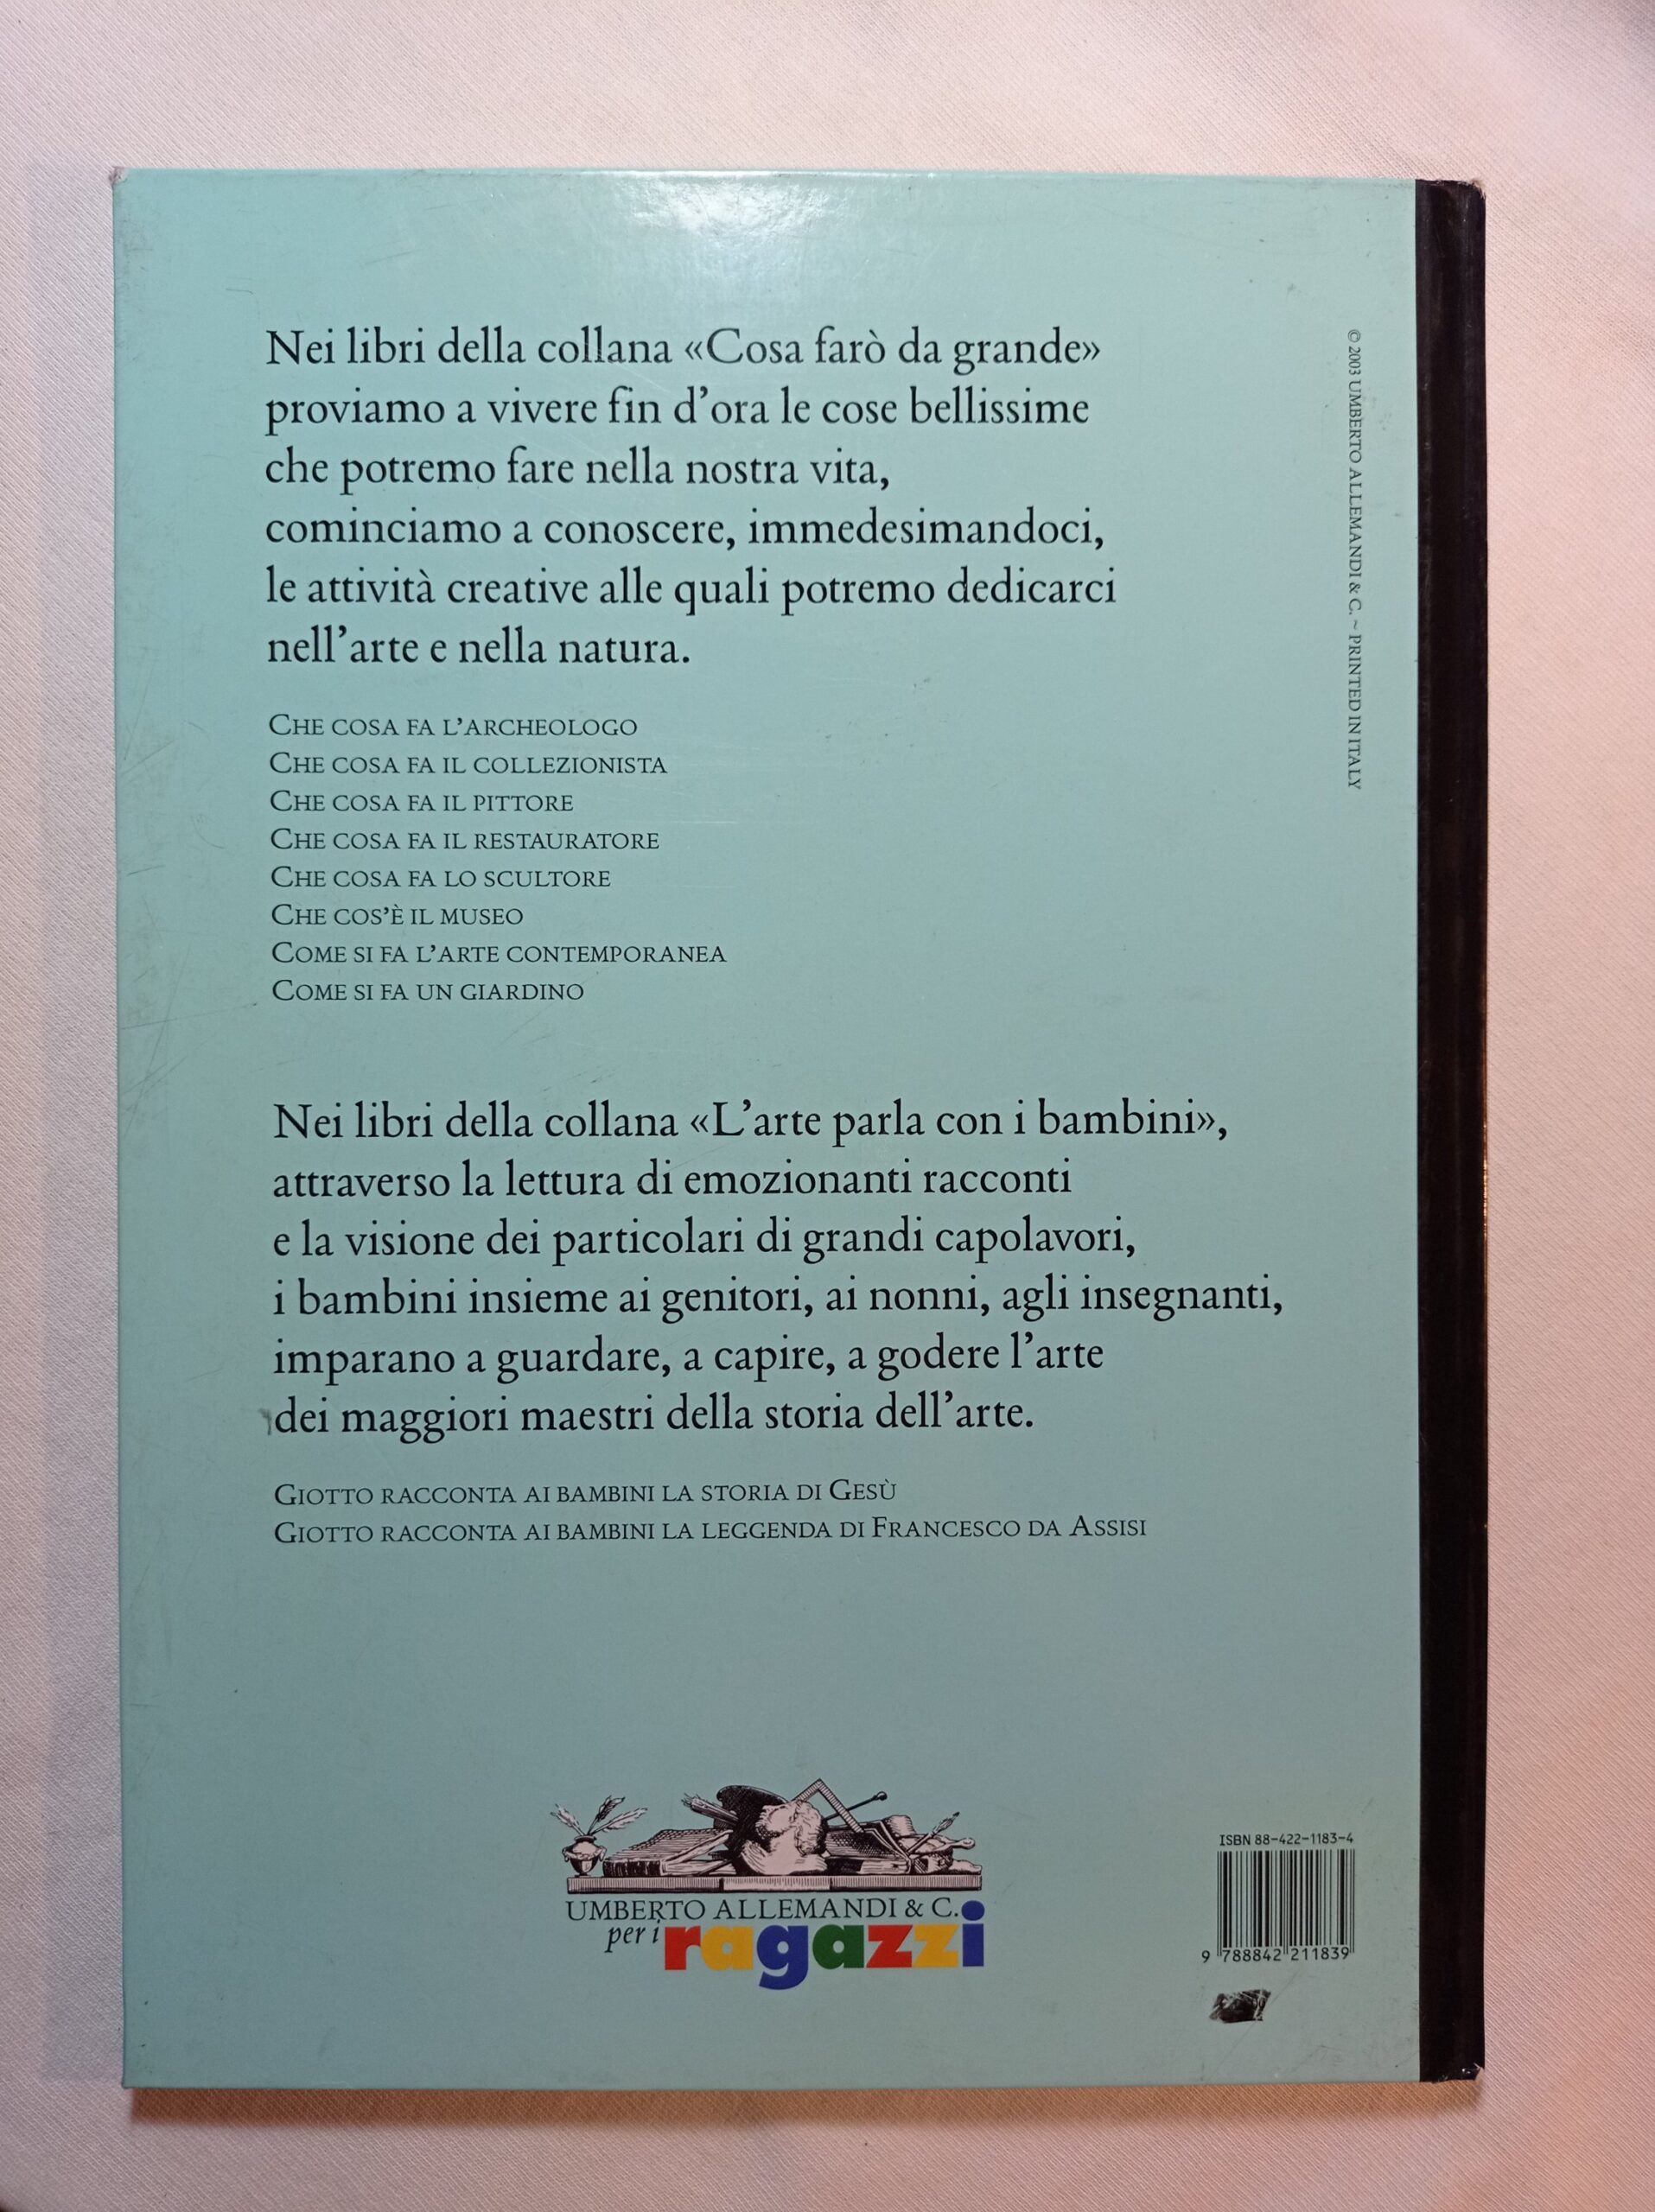 Nei libri della collana «Cosa farò da grande»
proviamo a vivere fin d’ora le cose bellissime
che potremo fare nella nostra vita,
cominciamo a conoscere, immedesimandoci,
le attività creative alle quali potremo dedicarci
nell’arte e nella natura.
CHE COSA FA L’ARCHEOLOGO
CHE COSA FA IL COLLEZIONISTA
CHE COSA FA IL PITTORE
CHE COSA FA IL RESTAURATORE
CHE COSA FA LO SCULTORE
CHE COS’È IL MUSEO
COME SI FA L’ARTE CONTEMPORANEA
COME SI FA UN GIARDINO
Nei libri della collana «L’arte parla con i bambini»,
attraverso la lettura di emozionanti racconti
e la visione dei particolari di grandi capolavori,
i bambini insieme ai genitori, ai nonni, agli insegnanti,
imparano a guardare, a capire, a godere l’arte
dei maggiori maestri della storia dell’arte.
GIOTTO RACCONTA AI BAMBINI LA STORIA DI GESÙ
GIOTTO RACCONTA AI BAMBINI LA LEGGENDA DI FRANCESCO DA ASSISI
© 2003 UMBERTO ALLEMANDI & C. ~ PRINTED IN ITALY
UMBERTO ALLEMANDI & C.
per i ragazzi
ISBN 88-422-1183-4
9 788842 211839